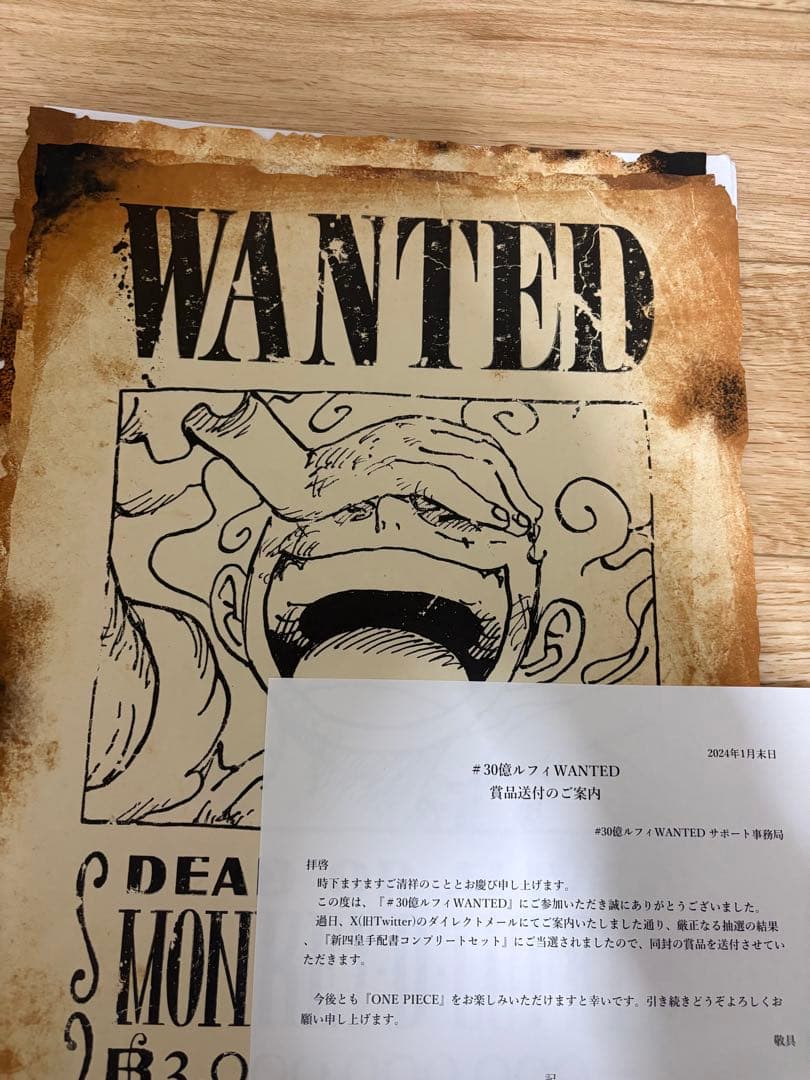 WANTED
DEA
MON
B30
2024年1月末日
#30億ルフィWANTED
賞品送付のご案内
#30億ルフィWANTED サポート事務局
拝啓
時下ますますご清祥のこととお慶び申し上げます。
この度は、『#30億ルフィWANTED』にご参加いただき誠にありがとうございました。
過日、X(旧Twitter)のダイレクトメールにてご案内いたしました通り、厳正なる抽選の結果
、『新四皇手配書コンプリートセット』にご当選されましたので、同封の賞品を送付させてい
ただきます。
今後とも『ONE PIECE』をお楽しみいただけますと幸いです。引き続きどうぞよろしくお
願い申し上げます。
敬具
記